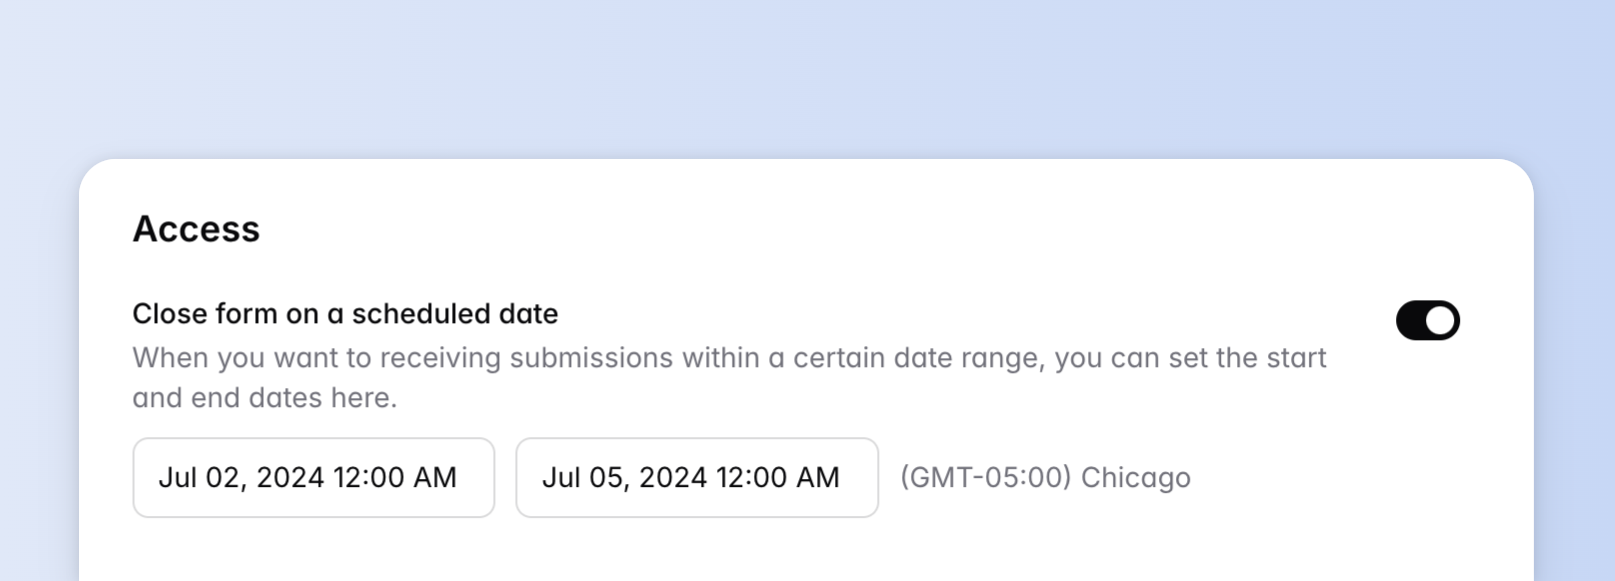 Access
Close form on a scheduled date
When you want to receiving submissions within a certain date range, you can set the start
and end dates here.
Jul 02, 2024 12:00 AM Jul 05, 2024 12:00 AM (GMT-05:00) Chicago